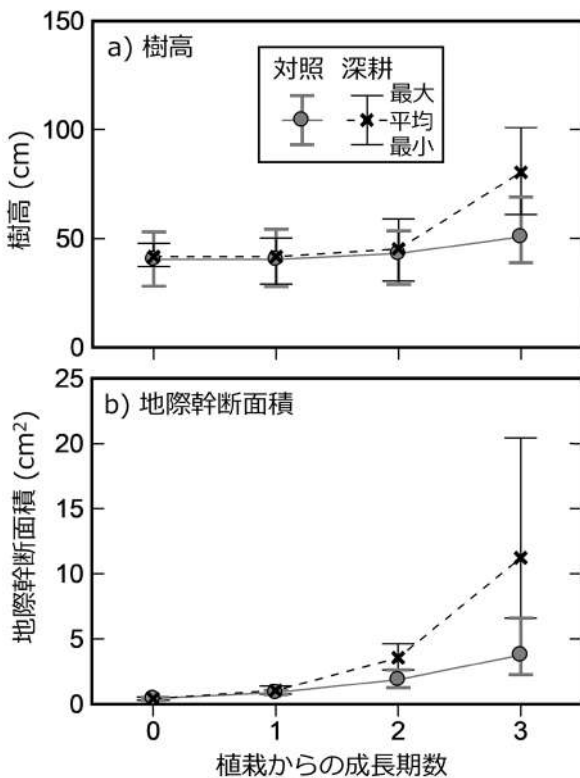 150
a) 樹高
対照 深耕
最大
平均
最小
100
50
0
樹高 (cm)
25
b) 地際幹断面積
20
15
10
5
0
地際幹断面積 (cm²)
0 1 2 3
植栽からの成長期数